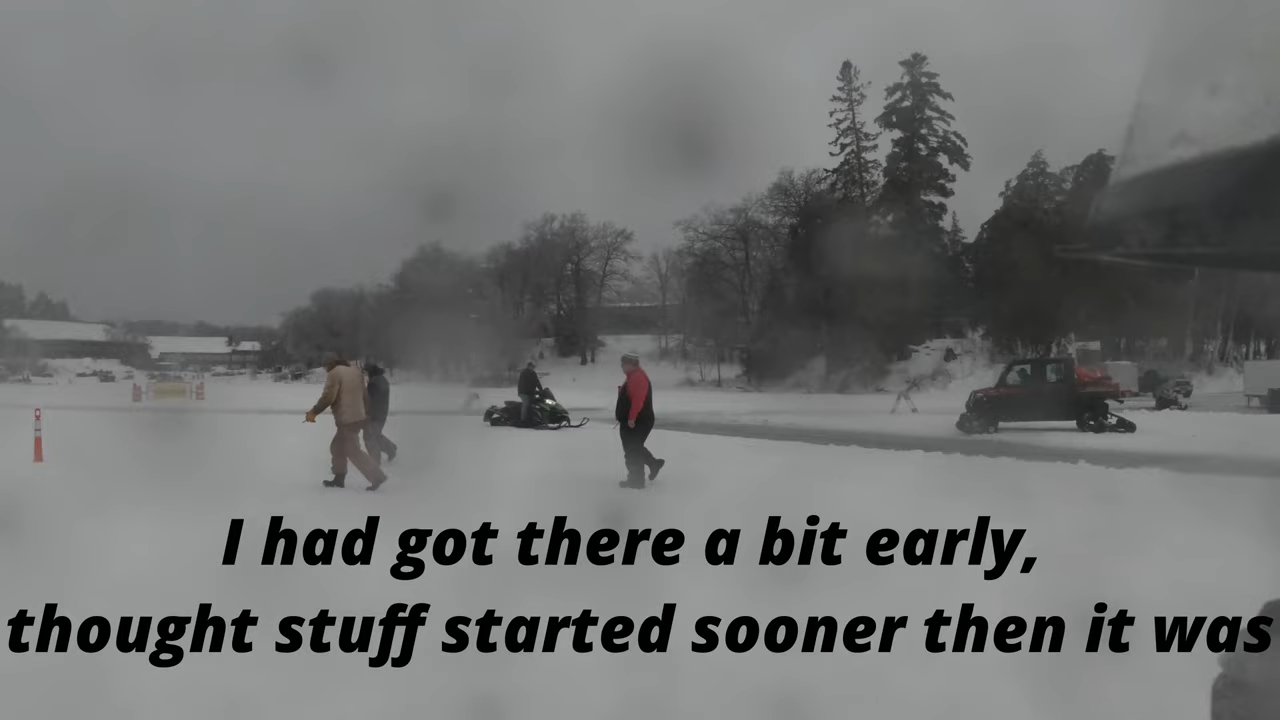 I had got there a bit early,
thought stuff started sooner then it was